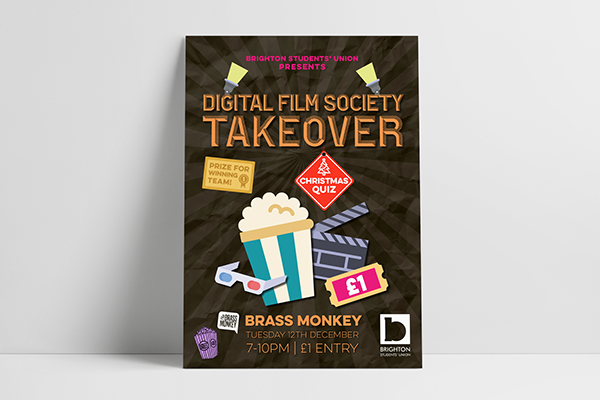 BRIGHTON STUDENTS' UNION
PRESENTS
DIGITAL FILM SOCIETY
TAKEOVER
PRIZE FOR
WINNING
TEAM!
CHRISTMAS
QUIZ
£1
BRASS
MONKEY
BRASS MONKEY
TUESDAY 12TH DECEMBER
7-10PM | £1 ENTRY
b
BRIGHTON
STUDENTS' UNION